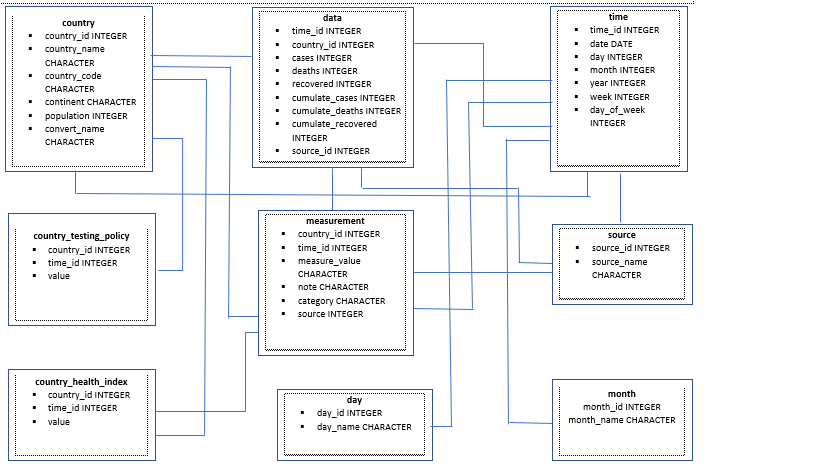 country
country_id INTEGER
country_name
CHARACTER
country_code
CHARACTER
continent CHARACTER
population INTEGER
convert_name
CHARACTER
data
time_id INTEGER
country_id INTEGER
cases INTEGER
deaths INTEGER
recovered INTEGER
cumulate_cases INTEGER
cumulate_deaths INTEGER
cumulate_recovered
INTEGER
source_id INTEGER
time
time_id INTEGER
date DATE
day INTEGER
month INTEGER
year INTEGER
week INTEGER
day_of_week
INTEGER
country_testing_policy
country_id INTEGER
time_id INTEGER
value
measurement
country_id INTEGER
time_id INTEGER
measure_value
CHARACTER
note CHARACTER
category CHARACTER
source INTEGER
source
source_id INTEGER
source_name
CHARACTER
country_health_index
country_id INTEGER
time_id INTEGER
value
day
day_id INTEGER
day_name CHARACTER
month
month_id INTEGER
month_name CHARACTER